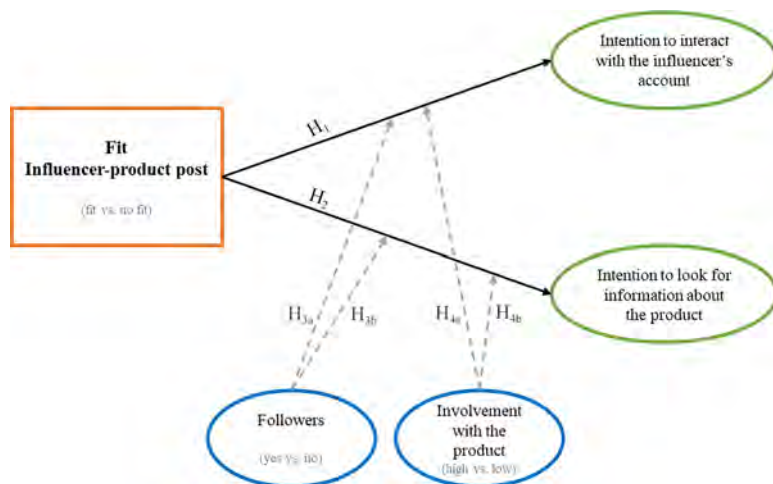 Intention to interact
with the influencer's
account
H₁
Fit
Influencer-product post
(fit vs. no fit)
H₂
Intention to look for
information about
the product
H₃ₐ
H₃b
H₄ₐ
H₄b
Followers
(yes vs. no)
Involvement
with the
product
(high vs. low)